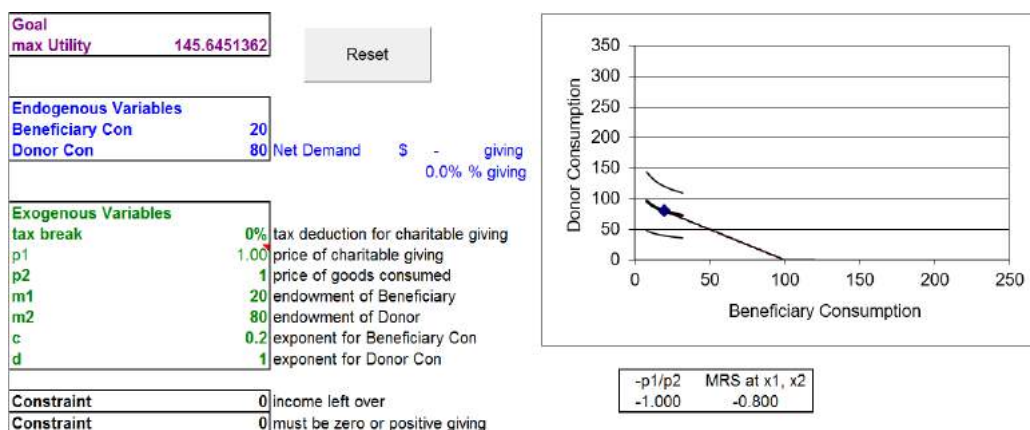 Goal
max Utility 145.6451362
Reset
Endogenous Variables
Beneficiary Con 20
Donor Con 80 Net Demand $ - giving
0.0% % giving
Exogenous Variables
tax break 0% tax deduction for charitable giving
p1 1.00 price of charitable giving
p2 1 price of goods consumed
m1 20 endowment of Beneficiary
m2 80 endowment of Donor
c 0.2 exponent for Beneficiary Con
d 1 exponent for Donor Con
Constraint 0 income left over
Constraint 0 must be zero or positive giving
Donor Consumption
350
300
250
200
150
100
50
0
0 50 100 150 200 250
Beneficiary Consumption
-p1/p2 MRS at x1, x2
-1.000 -0.800